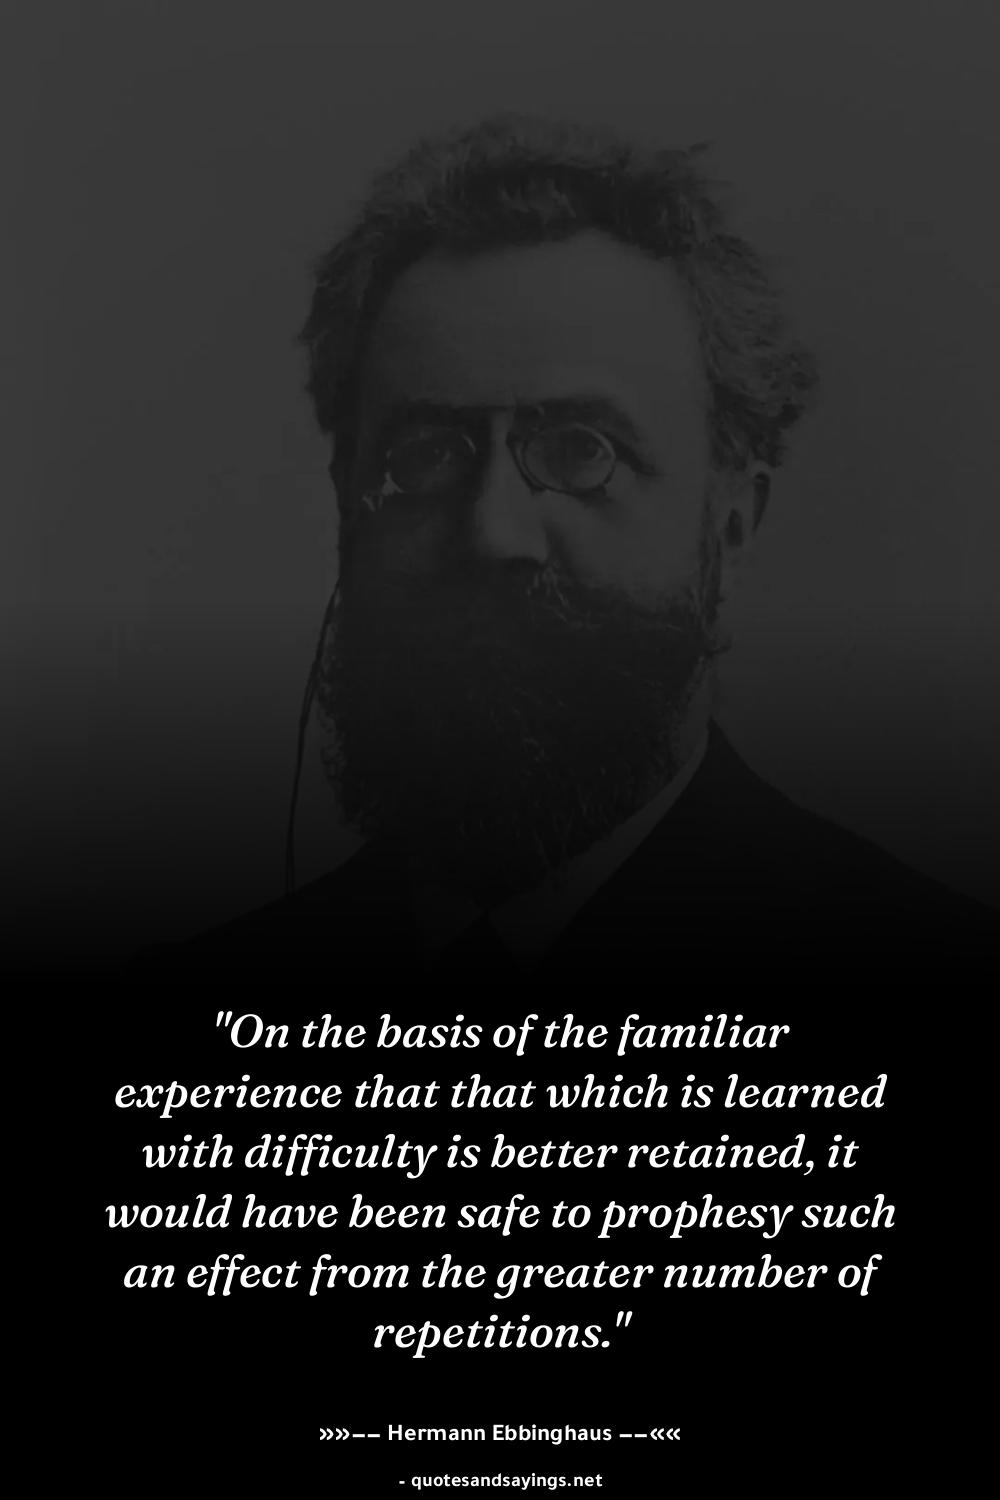 "On the basis of the familiar
experience that that which is learned
with difficulty is better retained, it
would have been safe to prophesy such
an effect from the greater number of
repetitions."
»»−− Hermann Ebbinghaus −−««
- quotesandsayings.net